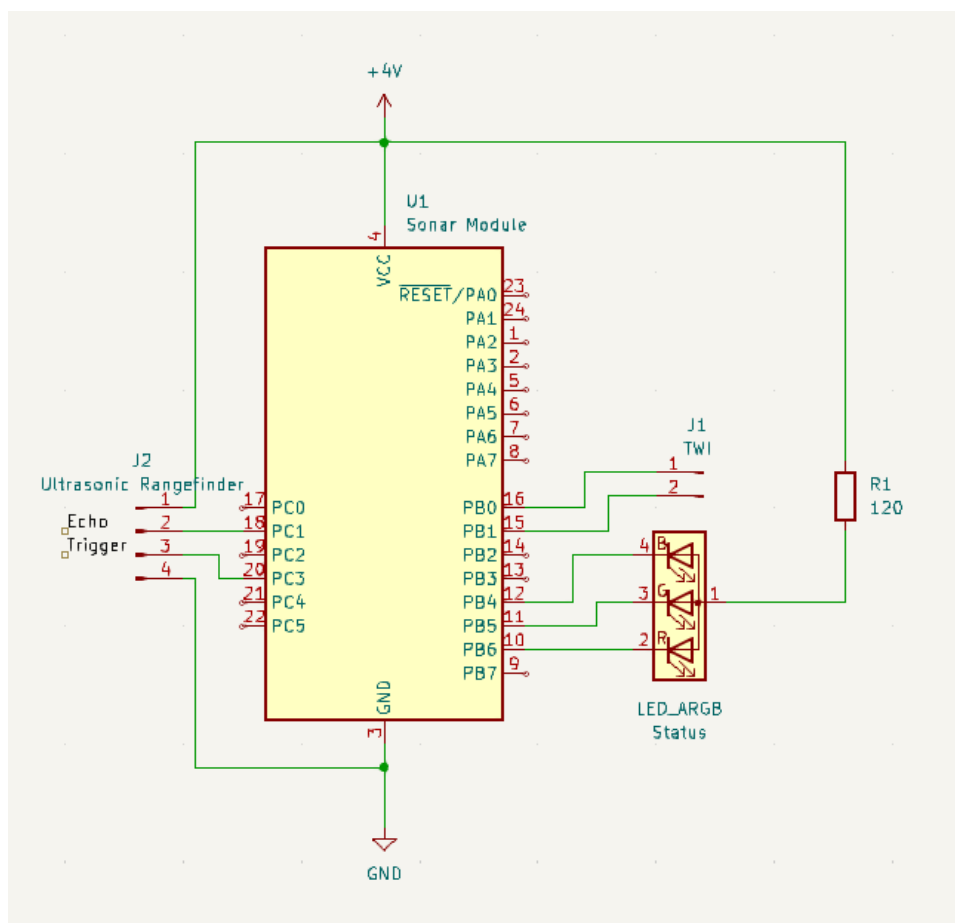 +4V
U1
Sonar Module
4
VCC
RESET/PA0 23
PA1 24
PA2 1
PA3 2
PA4 5
PA5 6
PA6 7
PA7 8
J1
TWI
1
2
J2
Ultrasonic Rangefinder
1
Echo 2
Trigger 3
4
17 PC0
18 PC1
19 PC2
20 PC3
21 PC4
22 PC5
PB0 16
PB1 15
PB2 14
PB3 13
PB4 12
PB5 11
PB6 10
PB7 9
R1
120
4 B
3 G 1
2 R
LED_ARGB
Status
GND
3
GND